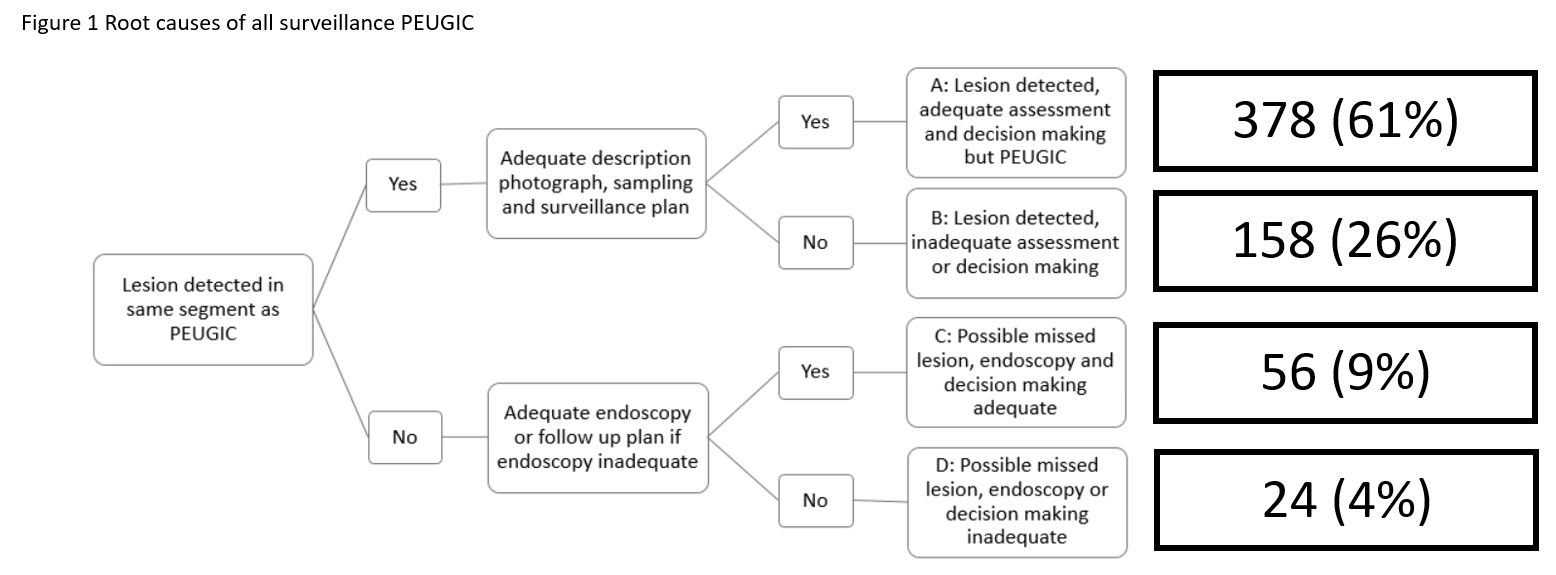 Figure 1 Root causes of all surveillance PEUGIC
Lesion detected in
same segment as
PEUGIC
Yes
Adequate description
photograph, sampling
and surveillance plan
Yes
A: Lesion detected,
adequate assessment
and decision making
but PEUGIC
378 (61%)
No
B: Lesion detected,
inadequate assessment
or decision making
158 (26%)
No
Adequate endoscopy
or follow up plan if
endoscopy inadequate
Yes
C: Possible missed
lesion, endoscopy and
decision making
adequate
56 (9%)
No
D: Possible missed
lesion, endoscopy or
decision making
inadequate
24 (4%)